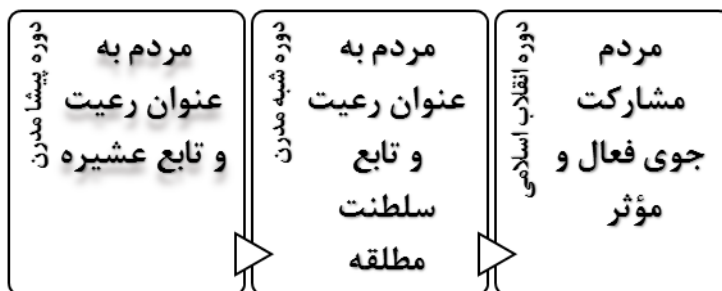 دوره پیشا مدرن
مردم به
عنوان رعیت
و تابع عشیره
دوره شبه مدرن
مردم به
عنوان رعیت
و تابع
سلطنت
مطلقه
دوره انقلاب اسلامی
مردم
مشارکت
جوی فعال و
مؤثر